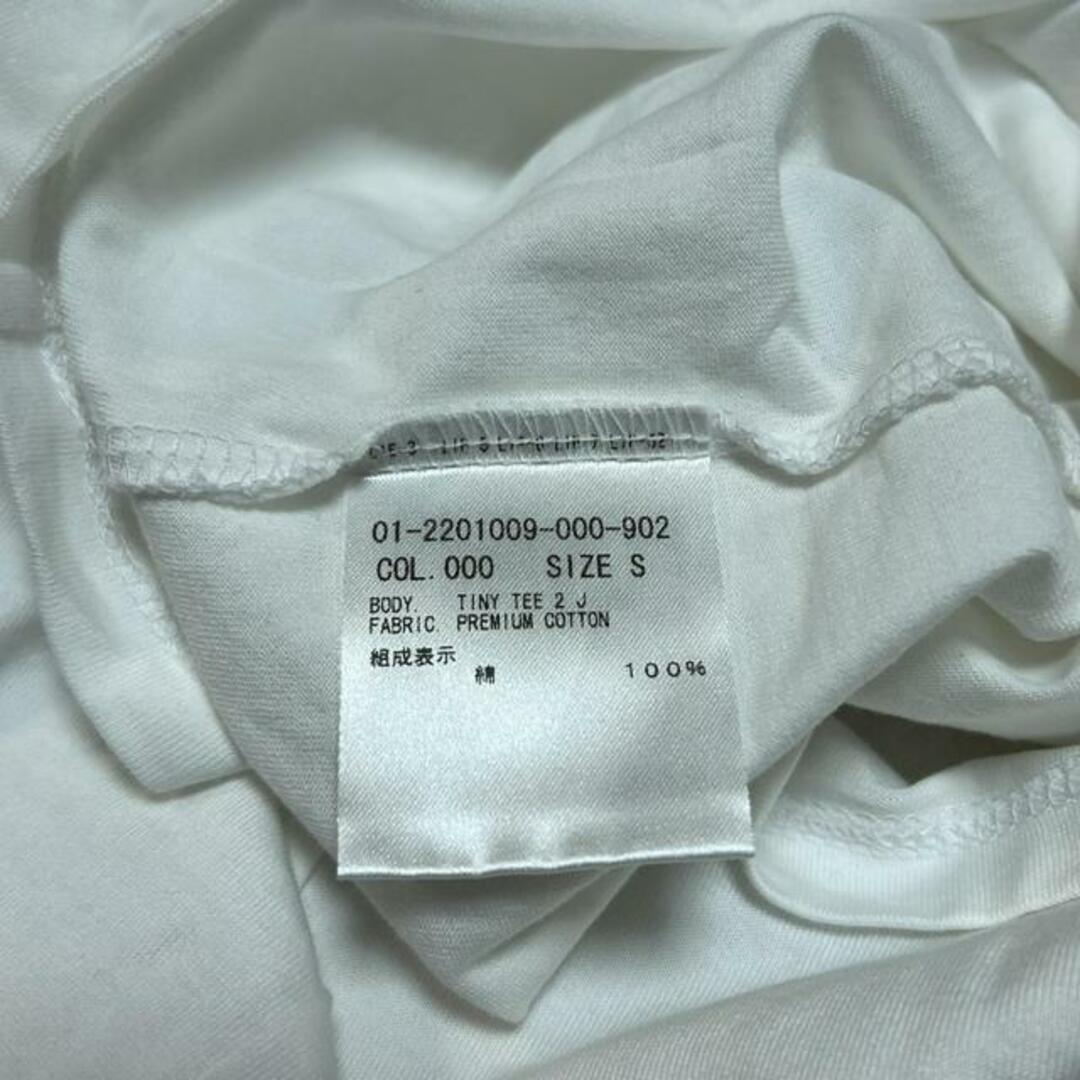 01-2201009-000-902
COL.000 SIZE S
BODY. TINY TEE 2 J
FABRIC. PREMIUM COTTON
組成表示
綿 100%